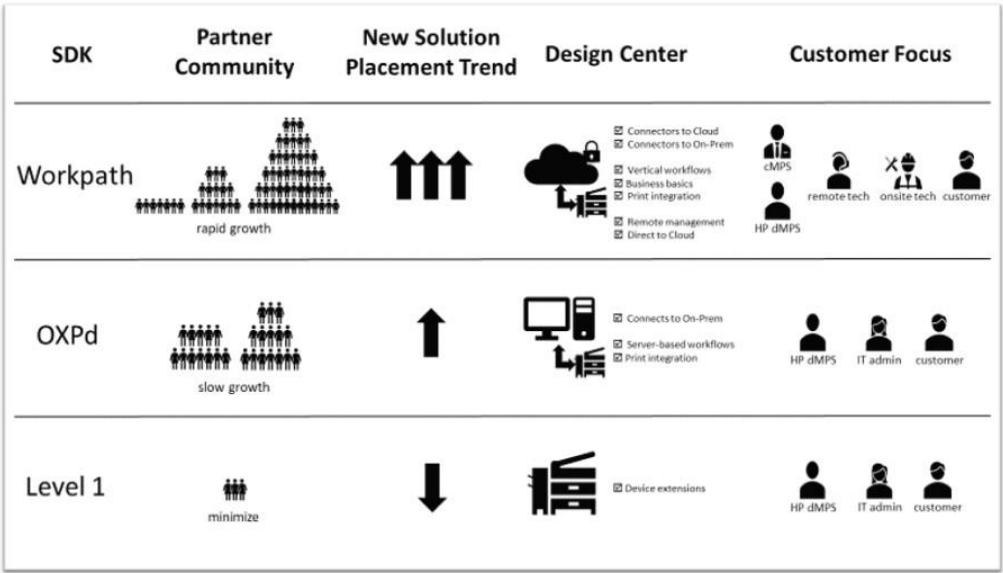 SDK
Partner
Community
New Solution
Placement Trend
Design Center
Customer Focus
Workpath
rapid growth
Connectors to Cloud
Connectors to On-Prem
Vertical workflows
Business basics
Print integration
Remote management
Direct to Cloud
cMPS
HP dMPS
remote tech
onsite tech
customer
OXPd
slow growth
Connects to On-Prem
Server-based workflows
Print integration
HP dMPS
IT admin
customer
Level 1
minimize
Device extensions
HP dMPS
IT admin
customer